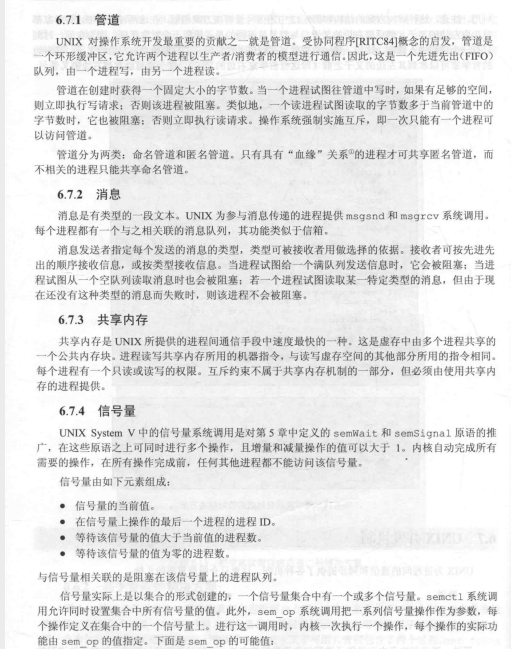 6.7.1 管道
UNIX 对操作系统开发最重要的贡献之一就是管道。受协同程序[RITC84]概念的启发，管道是
一个环形缓冲区，它允许两个进程以生产者/消费者的模型进行通信。因此，这是一个先进先出（FIFO）
队列，由一个进程写，由另一个进程读。
管道在创建时获得一个固定大小的字节数。当一个进程试图往管道中写时，如果有足够的空间，
则立即执行写请求；否则该进程被阻塞。类似地，一个读进程试图读取的字节数多于当前管道中的
字节数时，它也被阻塞；否则立即执行读请求。操作系统强制实施互斥，即一次只能有一个进程可
以访问管道。
管道分为两类：命名管道和匿名管道。只有具有“血缘”关系①的进程才可共享匿名管道，而
不相关的进程只能共享命名管道。
6.7.2 消息
消息是有类型的一段文本。UNIX 为参与消息传递的进程提供 msgsnd 和 msgrcv 系统调用。
每个进程都有一个与之相关联的消息队列，其功能类似于信箱。
消息发送者指定每个发送的消息的类型，类型可被接收者用做选择的依据。接收者可按先进先
出的顺序接收信息，或按类型接收信息。当进程试图给一个满队列发送信息时，它会被阻塞；当进
程试图从一个空队列读取消息时也会被阻塞；若一个进程试图读取某一特定类型的消息，但由于现
在还没有这种类型的消息而失败时，则该进程不会被阻塞。
6.7.3 共享内存
共享内存是 UNIX 所提供的进程间通信手段中速度最快的一种。这是虚存中由多个进程共享的
一个公共内存块。进程读写共享内存所用的机器指令，与读写虚存空间的其他部分所用的指令相同。
每个进程有一个只读或读写的权限。互斥约束不属于共享内存机制的一部分，但必须由使用共享内
存的进程提供。
6.7.4 信号量
UNIX System V 中的信号量系统调用是对第 5 章中定义的 semWait 和 semSignal 原语的推
广，在这些原语之上可同时进行多个操作，且增量和减量操作的值可以大于 1。内核自动完成所有
需要的操作，在所有操作完成前，任何其他进程都不能访问该信号量。
信号量由如下元素组成：
● 信号量的当前值。
● 在信号量上操作的最后一个进程的进程 ID。
● 等待该信号量的值大于当前值的进程数。
● 等待该信号量的值为零的进程数。
与信号量相关联的是阻塞在该信号量上的进程队列。
信号量实际上是以集合的形式创建的，一个信号量集合中有一个或多个信号量。semctl 系统调
用允许同时设置集合中所有信号量的值。此外，sem_op 系统调用把一系列信号量操作作为参数，每
个操作定义在集合中的一个信号量上。进行这一调用时，内核一次执行一个操作，每个操作的实际功
能由 sem_op 的值指定。下面是 sem_op 的可能值：